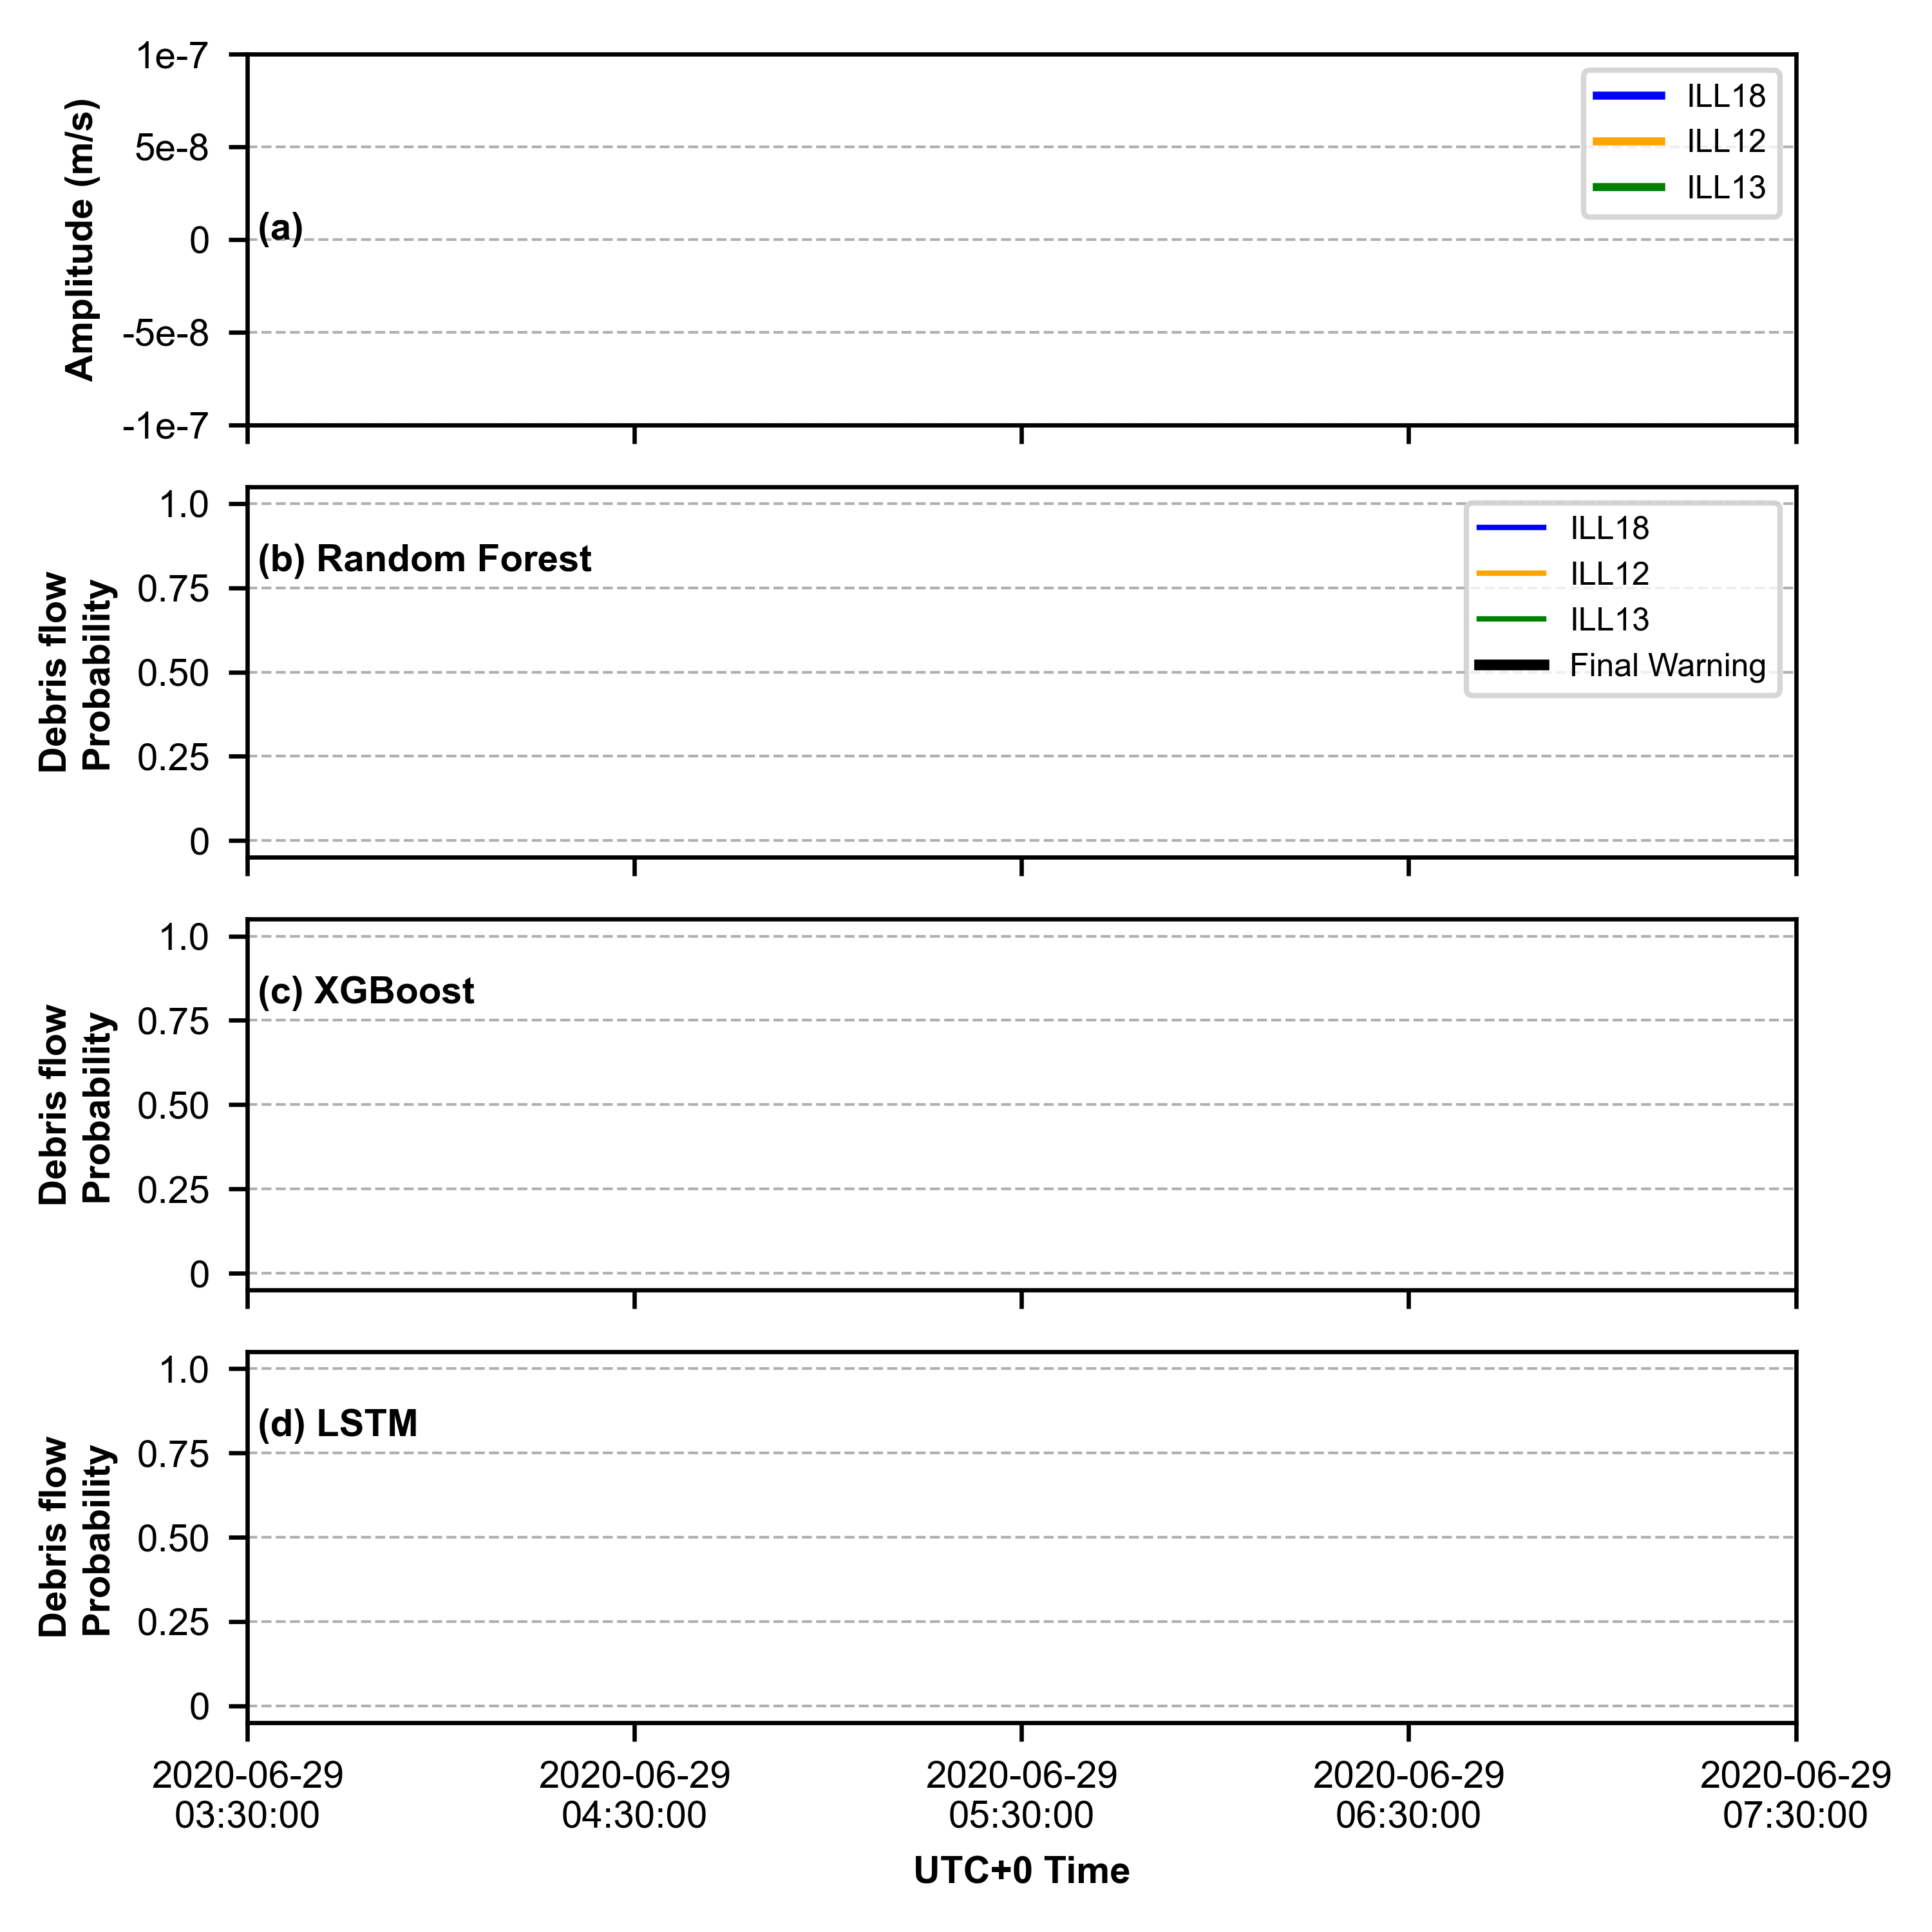 1e-7
5e-8
0
-5e-8
-1e-7
Amplitude (m/s)
(a)
ILL18
ILL12
ILL13
1.0
0.75
0.50
0.25
0
Debris flow
Probability
(b) Random Forest
ILL18
ILL12
ILL13
Final Warning
1.0
0.75
0.50
0.25
0
Debris flow
Probability
(c) XGBoost
1.0
0.75
0.50
0.25
0
Debris flow
Probability
(d) LSTM
2020-06-29
03:30:00
2020-06-29
04:30:00
2020-06-29
05:30:00
2020-06-29
06:30:00
2020-06-29
07:30:00
UTC+0 Time